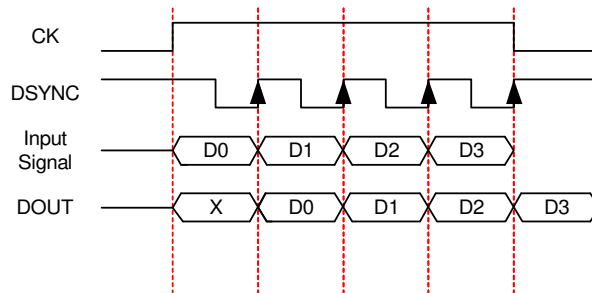 CK
DSYNC
Input
Signal
D0 D1 D2 D3
DOUT
X D0 D1 D2 D3